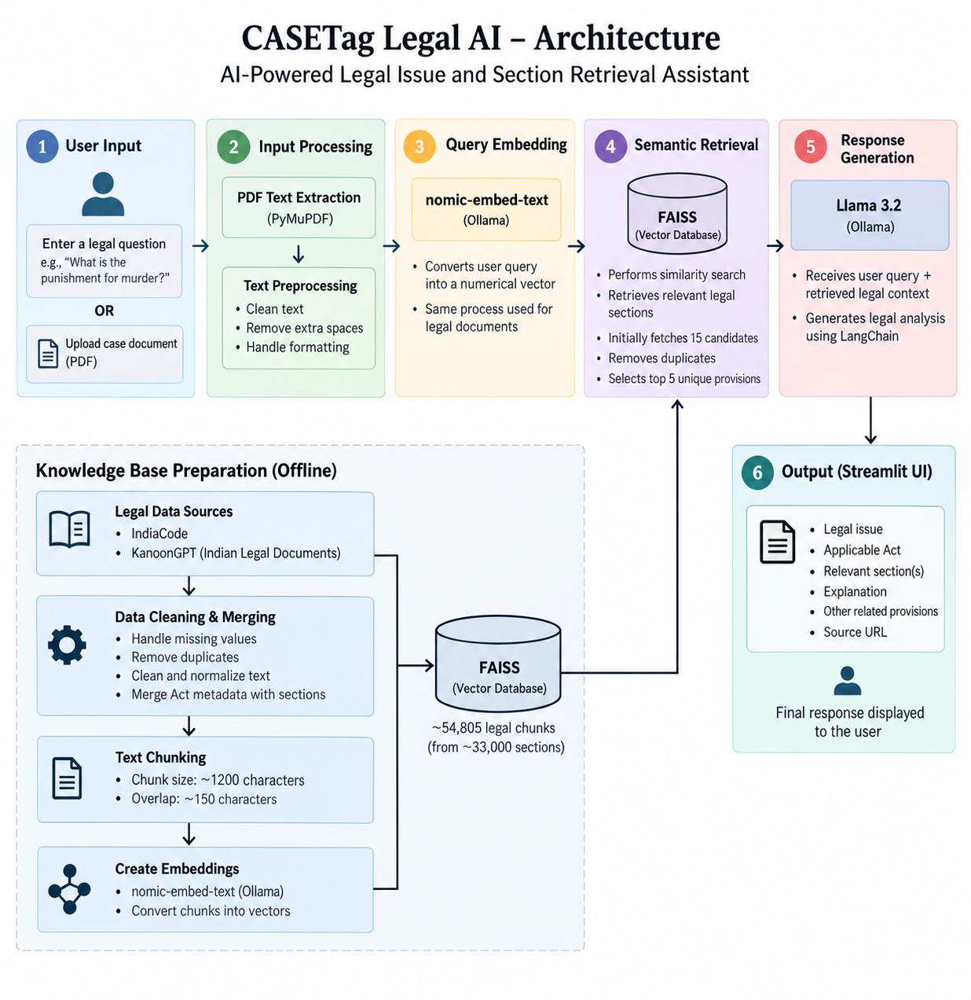 CASETag Legal AI – Architecture
AI-Powered Legal Issue and Section Retrieval Assistant
1
User Input
Enter a legal question
e.g., “What is the
punishment for murder?”
OR
Upload case document
(PDF)
2
Input Processing
PDF Text Extraction
(PyMuPDF)
Text Preprocessing
• Clean text
• Remove extra spaces
• Handle formatting
3
Query Embedding
nomic-embed-text
(Ollama)
• Converts user query
into a numerical vector
• Same process used for
legal documents
4
Semantic Retrieval
FAISS
(Vector Database)
• Performs similarity search
• Retrieves relevant legal
sections
• Initially fetches 15 candidates
• Removes duplicates
• Selects top 5 unique provisions
5
Response
Generation
Llama 3.2
(Ollama)
• Receives user query +
retrieved legal context
• Generates legal analysis
using LangChain
Knowledge Base Preparation (Offline)
Legal Data Sources
• IndiaCode
• KanoonGPT (Indian Legal Documents)
Data Cleaning & Merging
• Handle missing values
• Remove duplicates
• Clean and normalize text
• Merge Act metadata with sections
Text Chunking
• Chunk size: ~1200 characters
• Overlap: ~150 characters
Create Embeddings
• nomic-embed-text (Ollama)
• Convert chunks into vectors
FAISS
(Vector Database)
~54,805 legal chunks
(from ~33,000 sections)
6
Output (Streamlit UI)
• Legal issue
• Applicable Act
• Relevant section(s)
• Explanation
• Other related provisions
• Source URL
Final response displayed
to the user